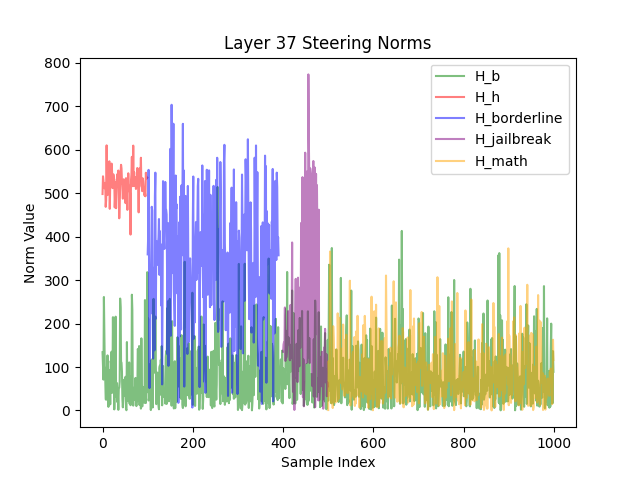 Layer 37 Steering Norms
800
700
600
500
400
300
200
100
0
Norm Value
H_b
H_h
H_borderline
H_jailbreak
H_math
0 200 400 600 800 1000
Sample Index